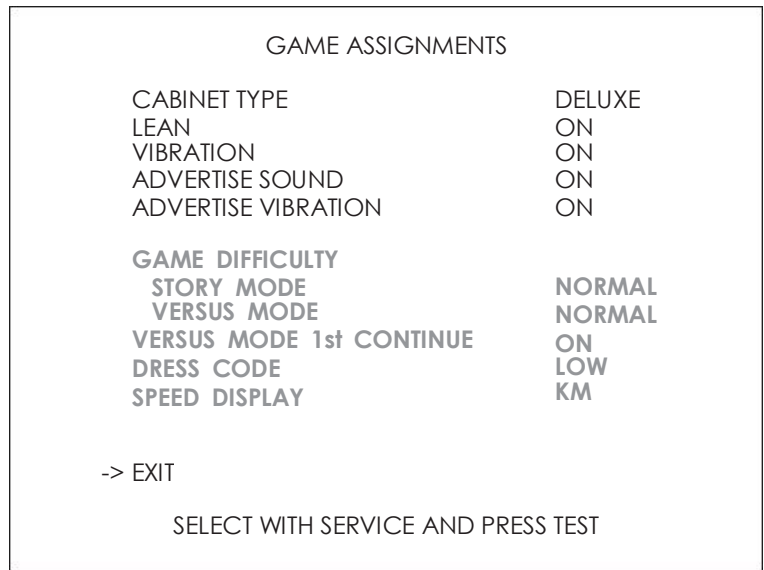 GAME ASSIGNMENTS
CABINET TYPE DELUXE
LEAN ON
VIBRATION ON
ADVERTISE SOUND ON
ADVERTISE VIBRATION ON
GAME DIFFICULTY
STORY MODE NORMAL
VERSUS MODE NORMAL
VERSUS MODE 1st CONTINUE ON
DRESS CODE LOW
SPEED DISPLAY KM
-> EXIT
SELECT WITH SERVICE AND PRESS TEST